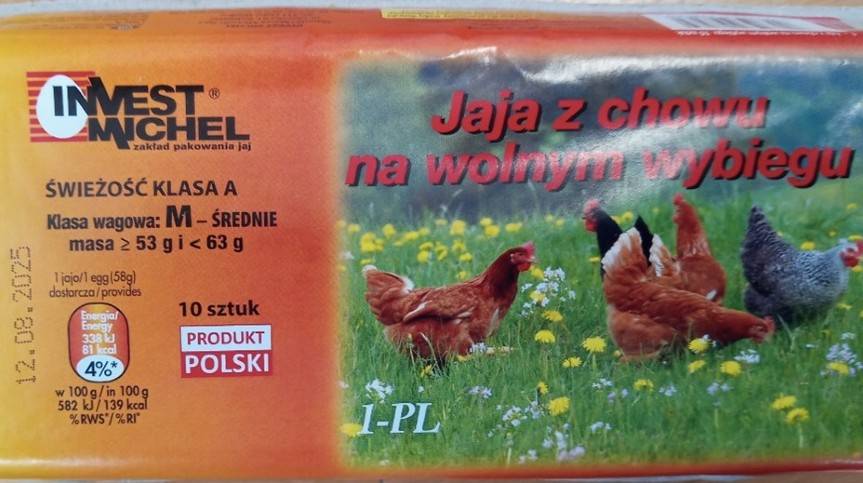 INVEST®
MICHEL
zakład pakowania jaj
Jaja z chowu
na wolnym wybiegu
ŚWIEŻOŚĆ KLASA A
Klasa wagowa: M – ŚREDNIE
masa ≥ 53 g i < 63 g
12.08.2025
1 jajo/1 egg (58g)
dostarcza/provides
Energia/
Energy
338 kJ
81 kcal
4%*
w 100 g/in 100 g
582 kJ/139 kcal
%RWS*/%RI*
10 sztuk
PRODUKT
POLSKI
1-PL